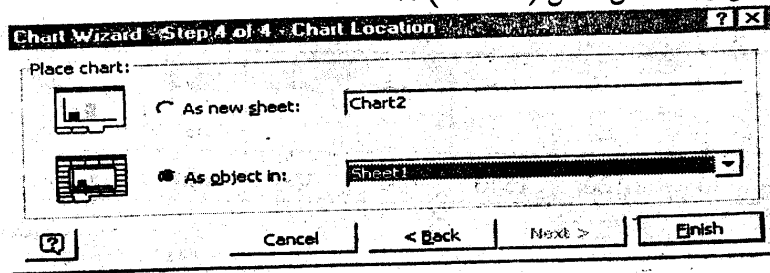 Chart Wizard - Step 4 of 4 - Chart Location ? X
Place chart:
As new sheet: Chart2
As object in: Sheet1
? Cancel < Back Next > Finish